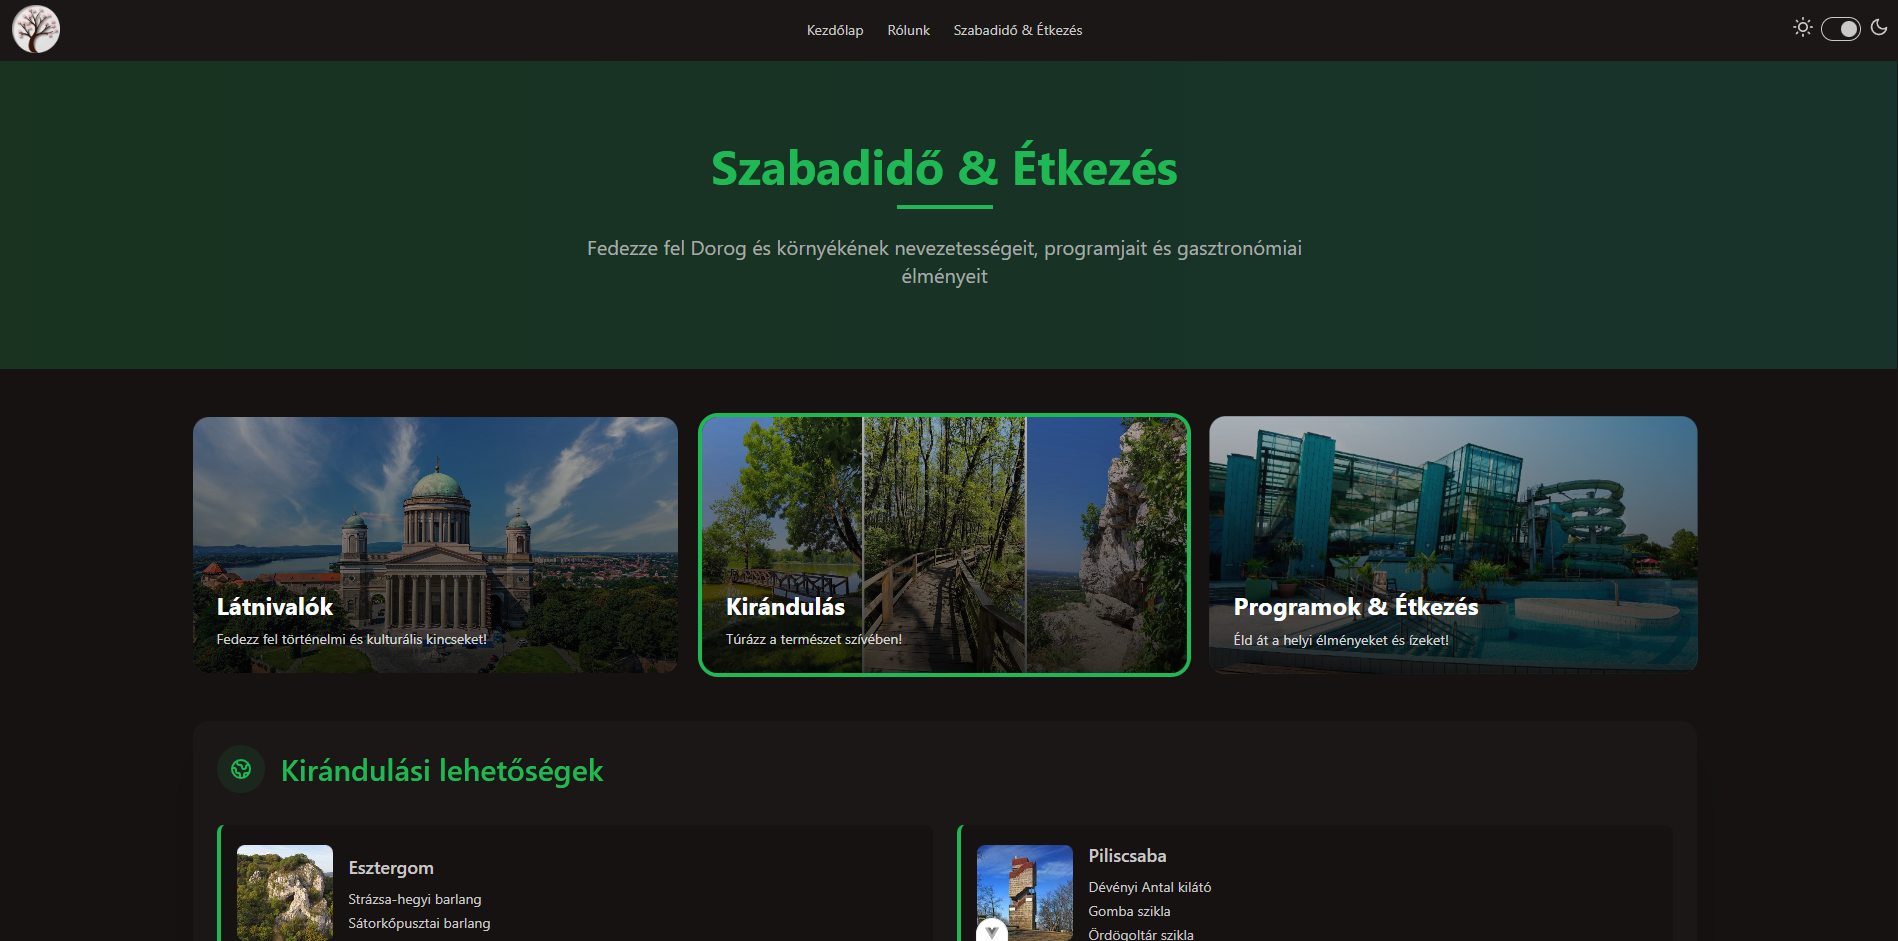 Kezdőlap Rólunk Szabadidő & Étkezés
Szabadidő & Étkezés
Fedezze fel Dorog és környékének nevezetességeit, programjait és gasztronómiai
élményeit
Látnivalók
Fedezz fel történelmi és kulturális kincseket!
Kirándulás
Túrázz a természet szívében!
Programok & Étkezés
Éld át a helyi élményeket és ízeket!
Kirándulási lehetőségek
Esztergom
Strázsa-hegyi barlang
Sátorkőpusztai barlang
Piliscsaba
Dévényi Antal kilátó
Gomba szikla
Ördögoltár szikla